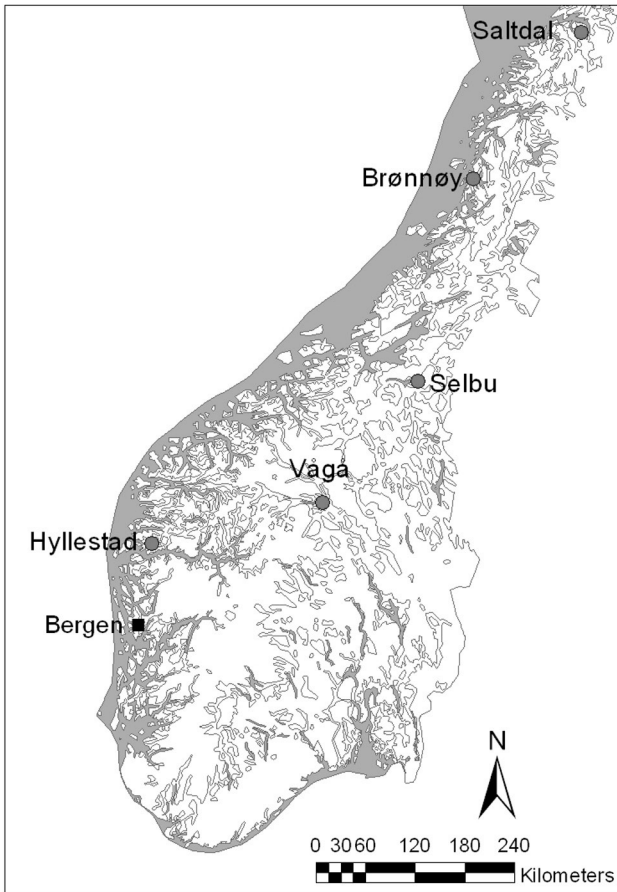 Saltdal
Brønnøy
Selbu
Vågå
Hyllestad
Bergen
N
0 30 60 120 180 240
Kilometers